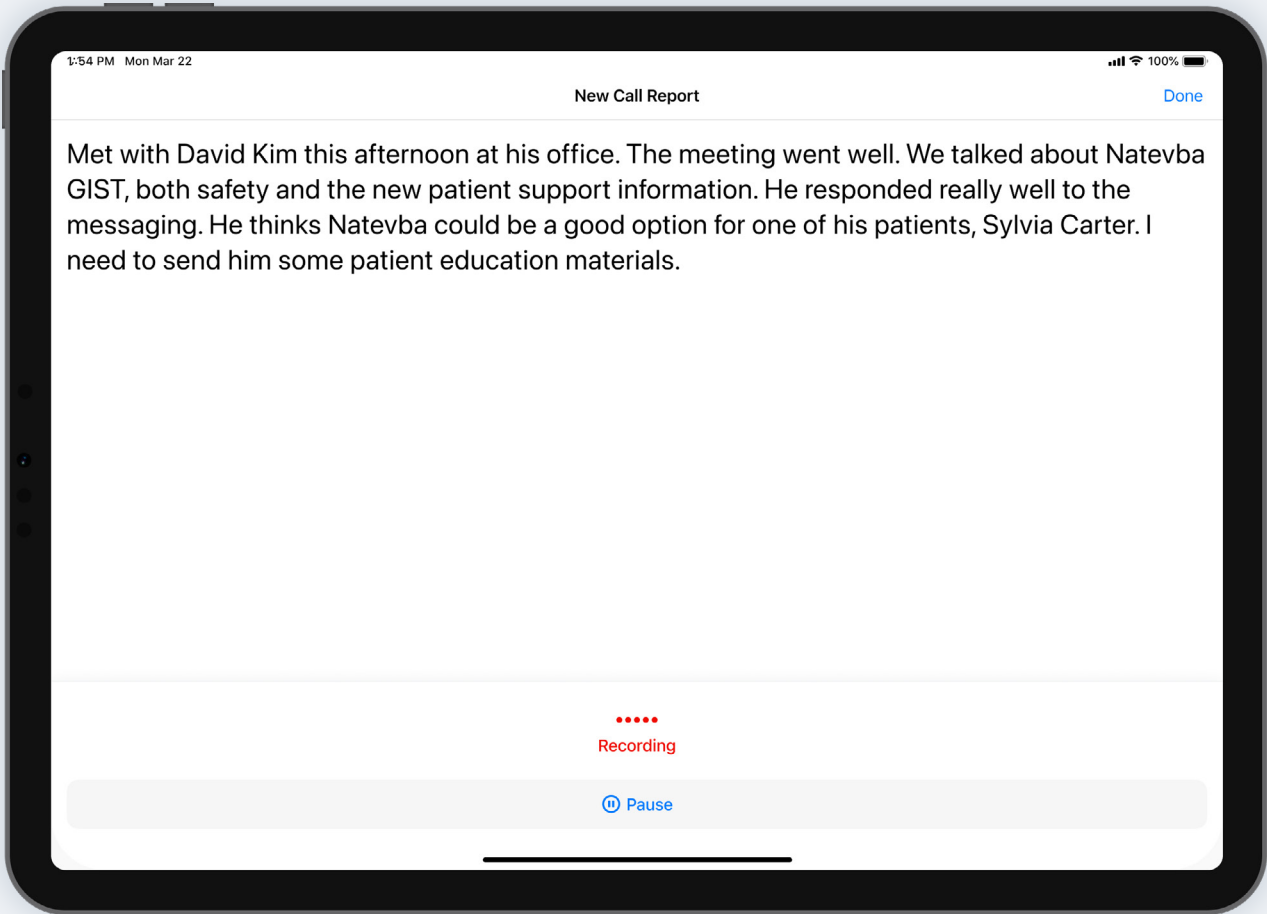 1:54 PM Mon Mar 22
100%
New Call Report
Done
Met with David Kim this afternoon at his office. The meeting went well. We talked about Natevba
GIST, both safety and the new patient support information. He responded really well to the
messaging. He thinks Natevba could be a good option for one of his patients, Sylvia Carter. I
need to send him some patient education materials.
Recording
Pause